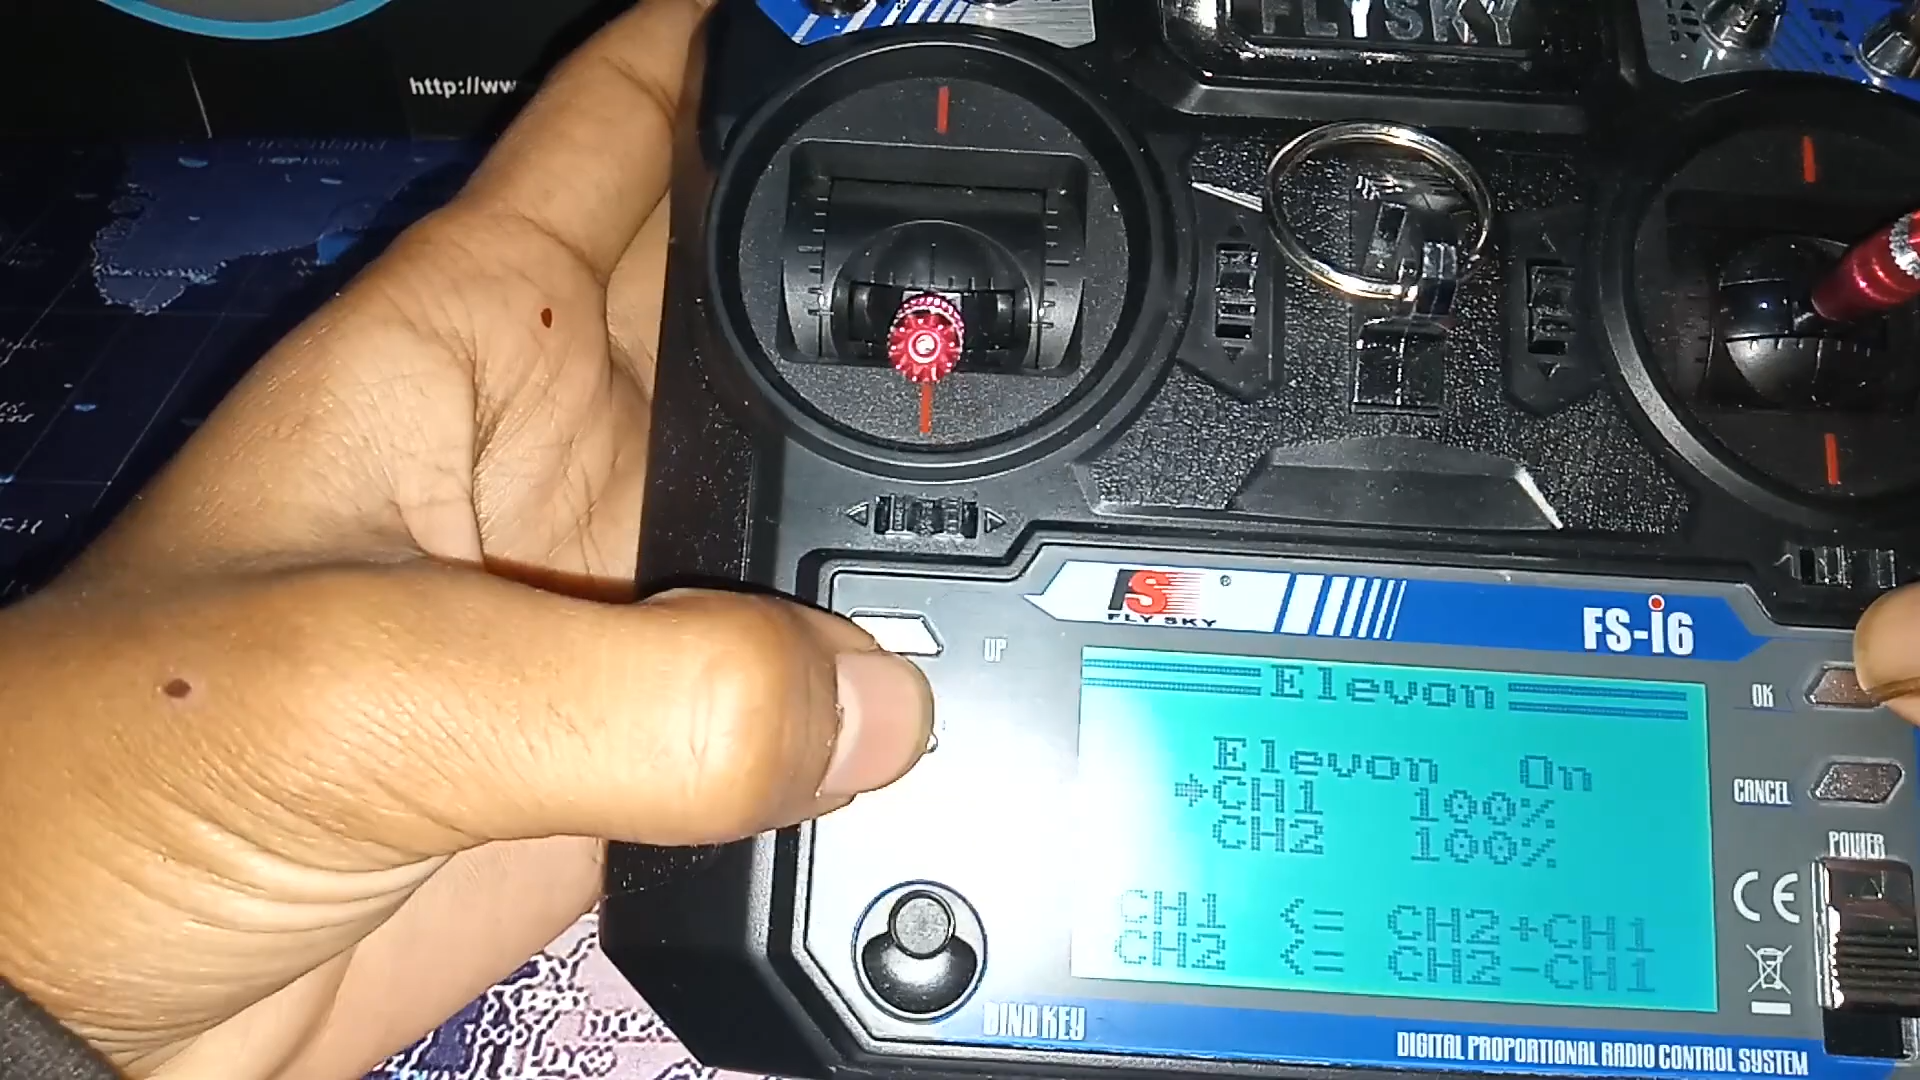 http://ww
FLYSKY
Greenland
FS
FLY SKY
®
FS-i6
UP
OK
CANCEL
POWER
Elevon
Elevon On
CH1 100%
CH2 100%
CH1 <= CH2+CH1
CH2 <= CH2-CH1
CE
BIND KEY
DIGITAL PROPORTIONAL RADIO CONTROL SYSTEM